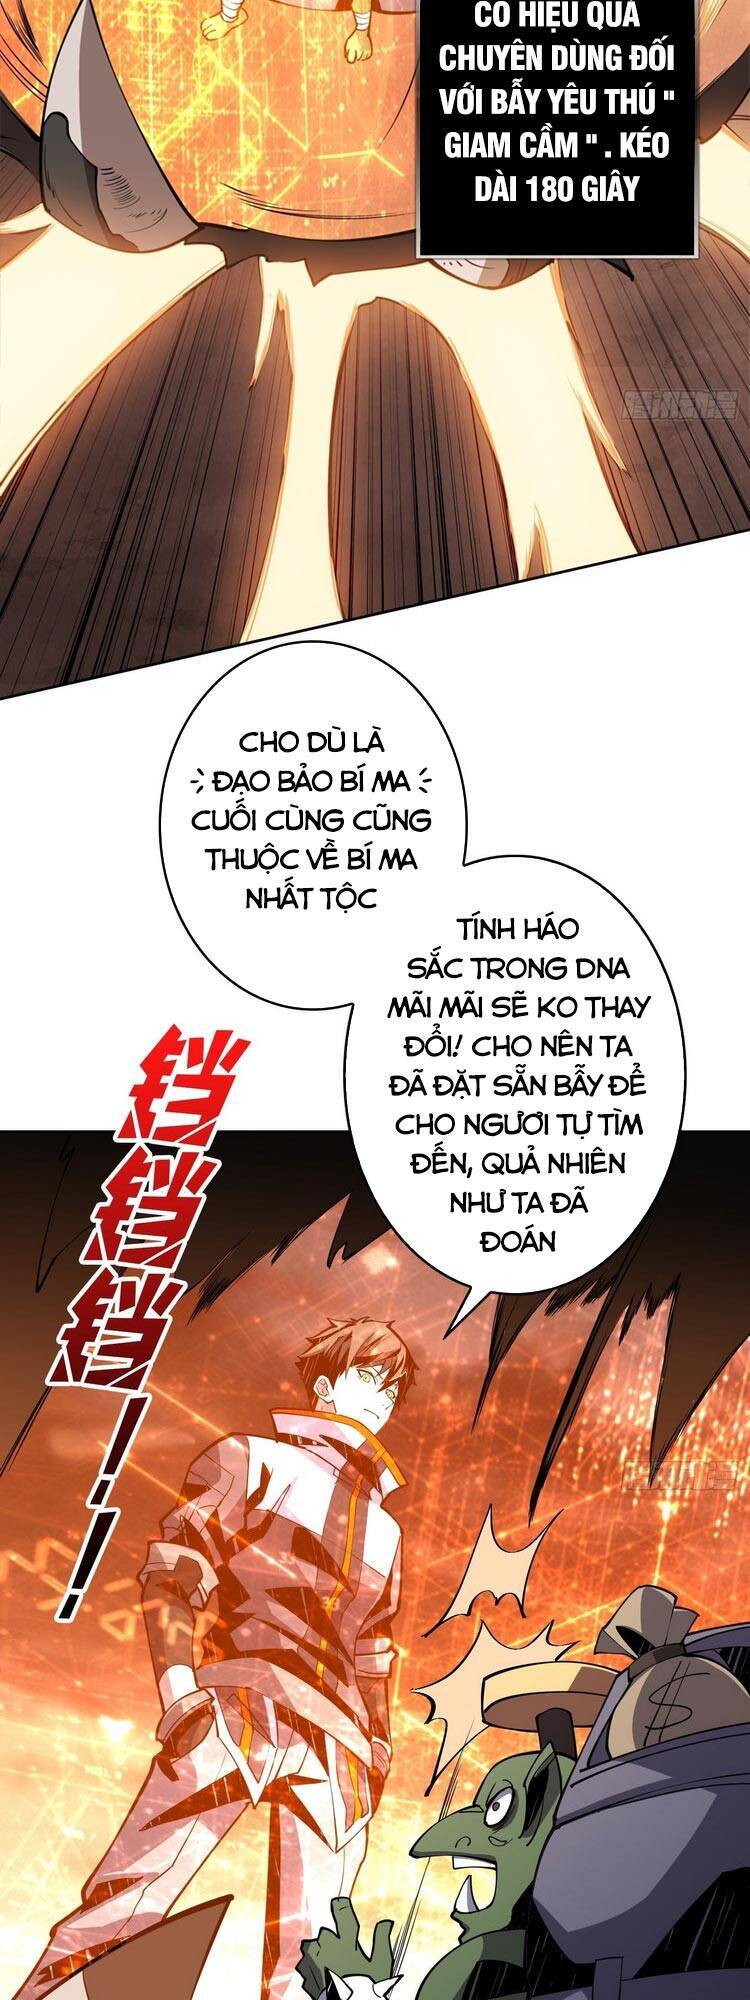 CÓ HIỆU QUẢ
CHUYÊN DÙNG ĐỐI
VỚI BẪY YÊU THÚ "
GIAM CẦM " . KÉO
DÀI 180 GIÂY
CHO DÙ LÀ
ĐẠO BẢO BÍ MA
CUỐI CÙNG CŨNG
THUỘC VỀ BÍ MA
NHẤT TỘC
TÍNH HÁO
SẮC TRONG DNA
MÃI MÃI SẼ KO THAY
ĐỔI! CHO NÊN TA
ĐÃ ĐẶT SẴN BẪY ĐỂ
CHO NGƯƠI TỰ TÌM
ĐẾN, QUẢ NHIÊN
NHƯ TA ĐÃ
ĐOÁN
铛
铛
铛!!
$